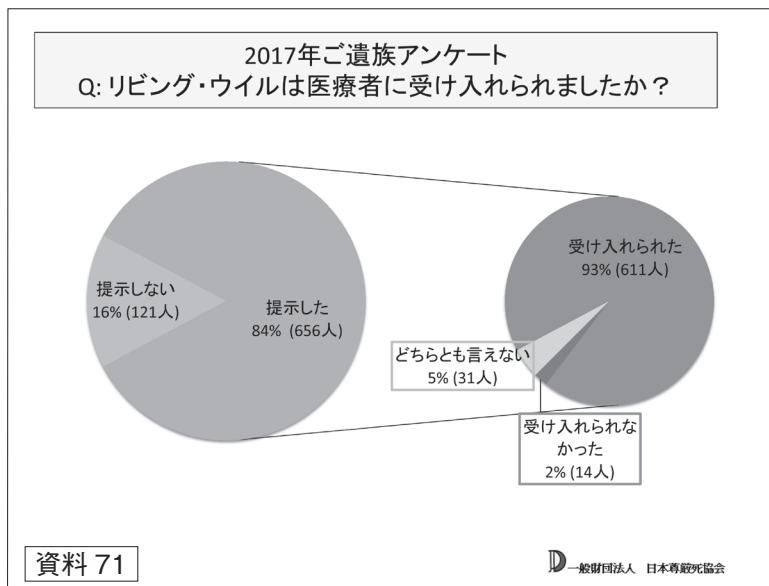 2017年ご遺族アンケート
Q: リビング・ウイルは医療者に受け入れられましたか？
提示しない
16% (121人)
提示した
84% (656人)
受け入れられた
93% (611人)
どちらとも言えない
5% (31人)
受け入れられな
かった
2% (14人)
資料 71
一般財団法人 日本尊厳死協会